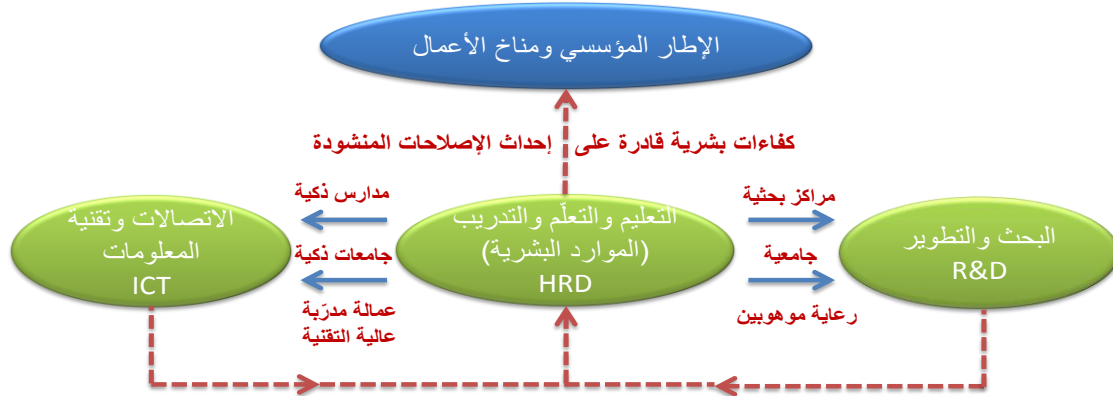 الإطار المؤسسي ومناخ الأعمال
كفاءات بشرية قادرة على إحداث الإصلاحات المنشودة
مراكز بحثية
جامعية
رعاية موهوبين
البحث والتطوير
R&D
التعليم والتعلّم والتدريب
(الموارد البشرية)
HRD
مدارس ذكية
جامعات ذكية
عمالة مدرّبة
عالية التقنية
الاتصالات وتقنية
المعلومات
ICT